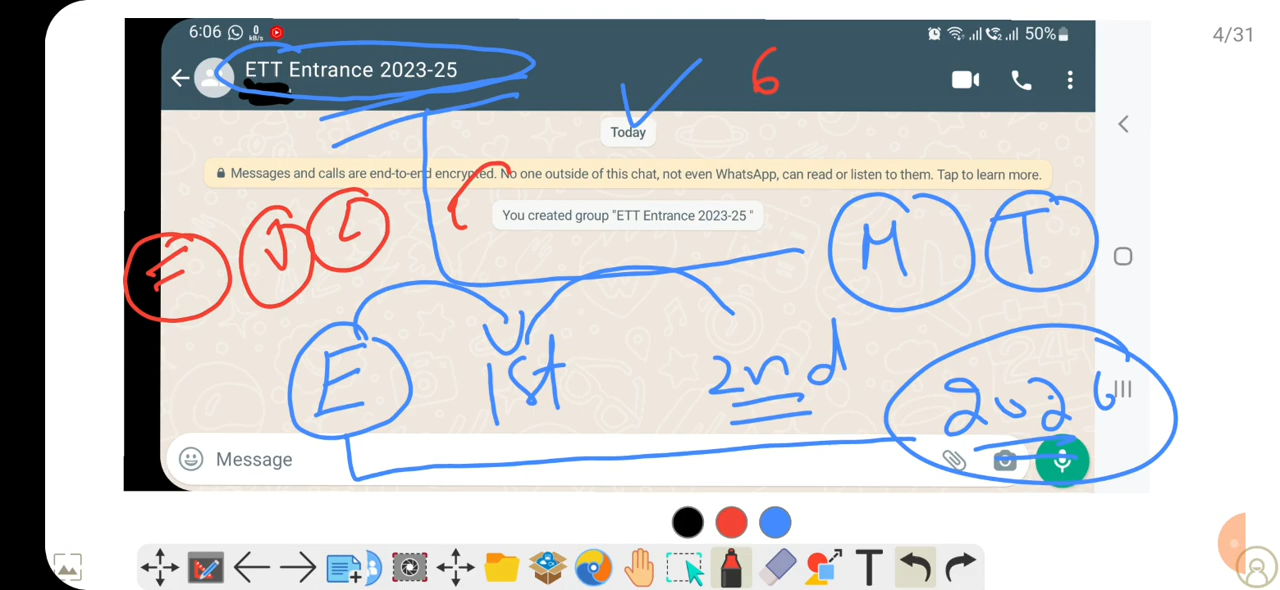 4/31
6:06 0 kB/s 50%
ETT Entrance 2023-25
6
Today
Messages and calls are end-to-end encrypted. No one outside of this chat, not even WhatsApp, can read or listen to them. Tap to learn more.
You created group "ETT Entrance 2023-25 "
M T
E 1st 2nd 2026
Message
T